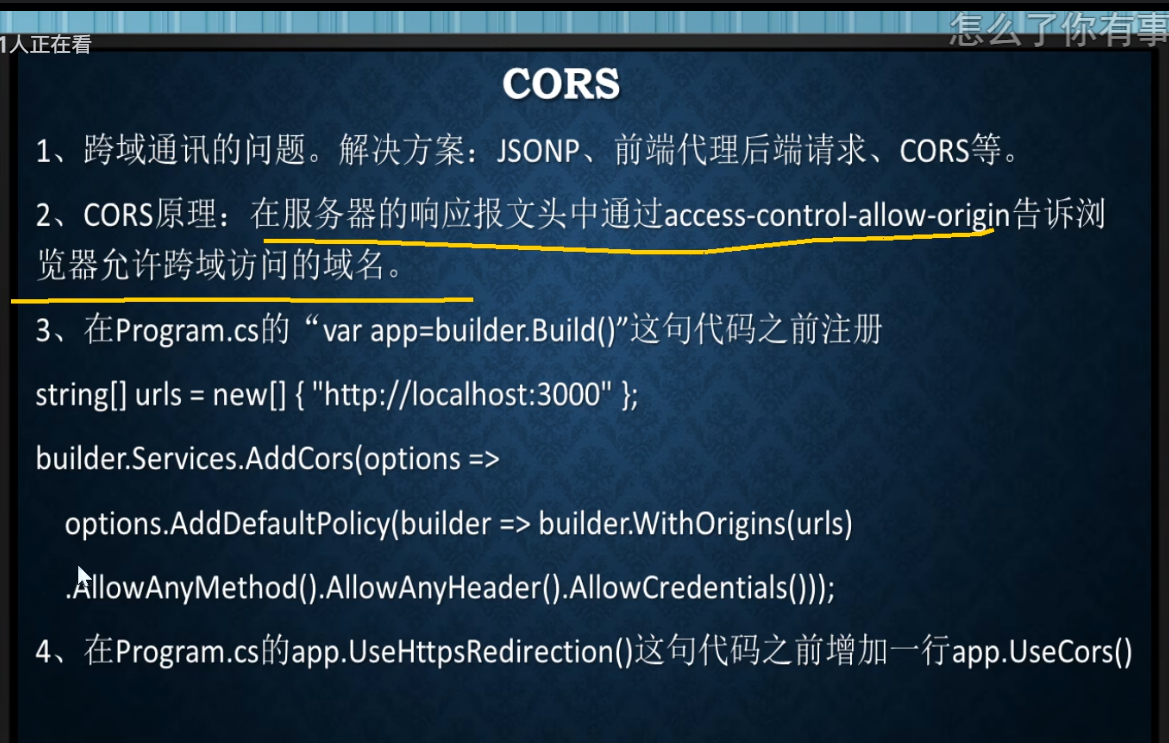 怎么了你有事
1人正在看
CORS
1、跨域通讯的问题。解决方案：JSONP、前端代理后端请求、CORS等。
2、CORS原理：在服务器的响应报文头中通过access-control-allow-origin告诉浏
览器允许跨域访问的域名。
3、在Program.cs的“var app=builder.Build()”这句代码之前注册
string[] urls = new[] { "http://localhost:3000" };
builder.Services.AddCors(options =>
options.AddDefaultPolicy(builder => builder.WithOrigins(urls)
.AllowAnyMethod().AllowAnyHeader().AllowCredentials()));
4、在Program.cs的app.UseHttpsRedirection()这句代码之前增加一行app.UseCors()